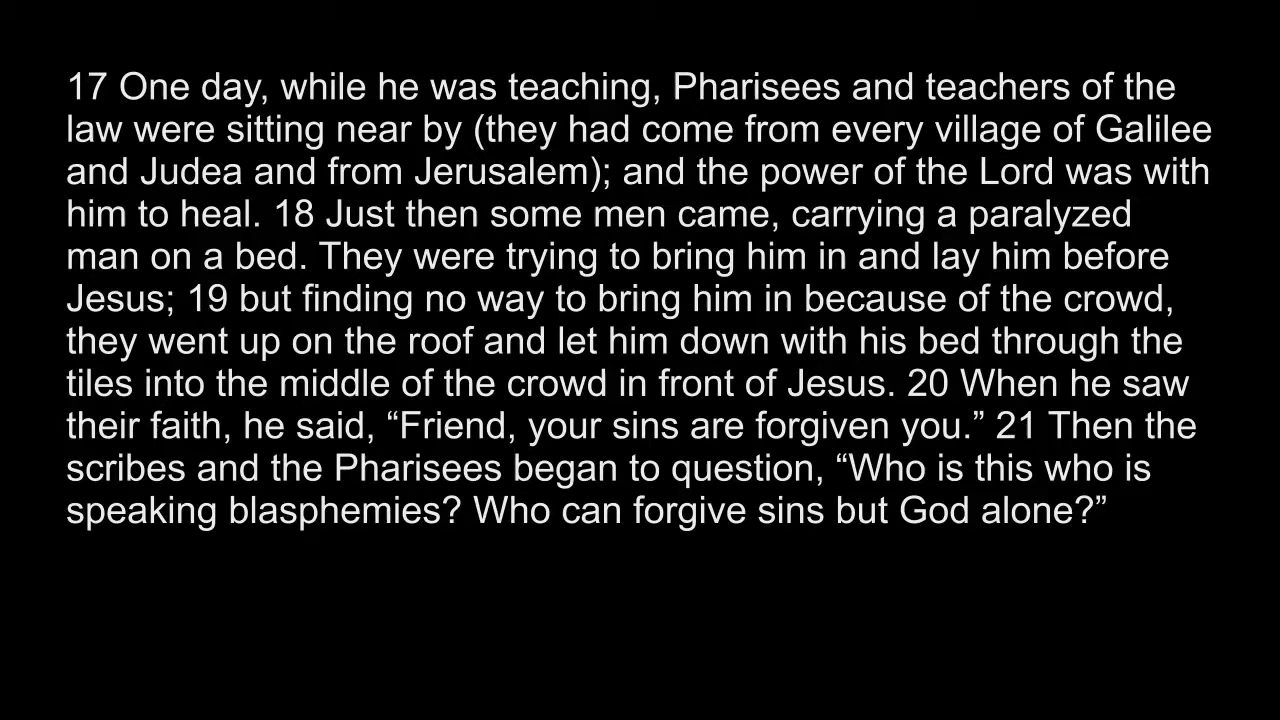 17 One day, while he was teaching, Pharisees and teachers of the
law were sitting near by (they had come from every village of Galilee
and Judea and from Jerusalem); and the power of the Lord was with
him to heal. 18 Just then some men came, carrying a paralyzed
man on a bed. They were trying to bring him in and lay him before
Jesus; 19 but finding no way to bring him in because of the crowd,
they went up on the roof and let him down with his bed through the
tiles into the middle of the crowd in front of Jesus. 20 When he saw
their faith, he said, “Friend, your sins are forgiven you.” 21 Then the
scribes and the Pharisees began to question, “Who is this who is
speaking blasphemies? Who can forgive sins but God alone?”